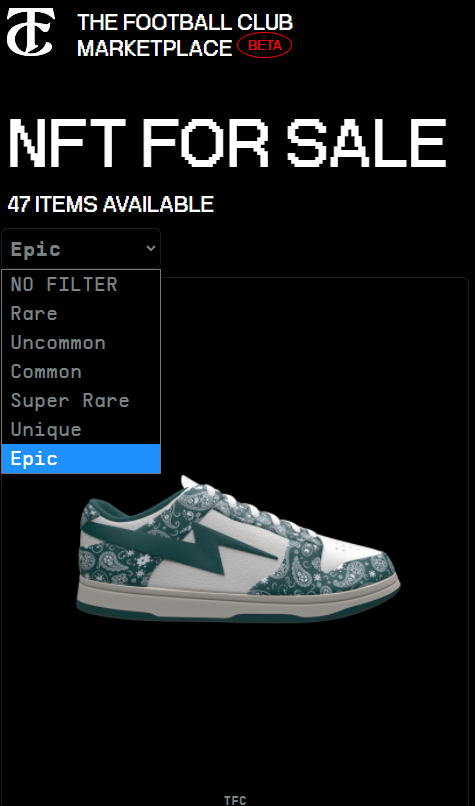 THE FOOTBALL CLUB
MARKETPLACE BETA
NFT FOR SALE
47 ITEMS AVAILABLE
Epic
NO FILTER
Rare
Uncommon
Common
Super Rare
Unique
Epic
TFC